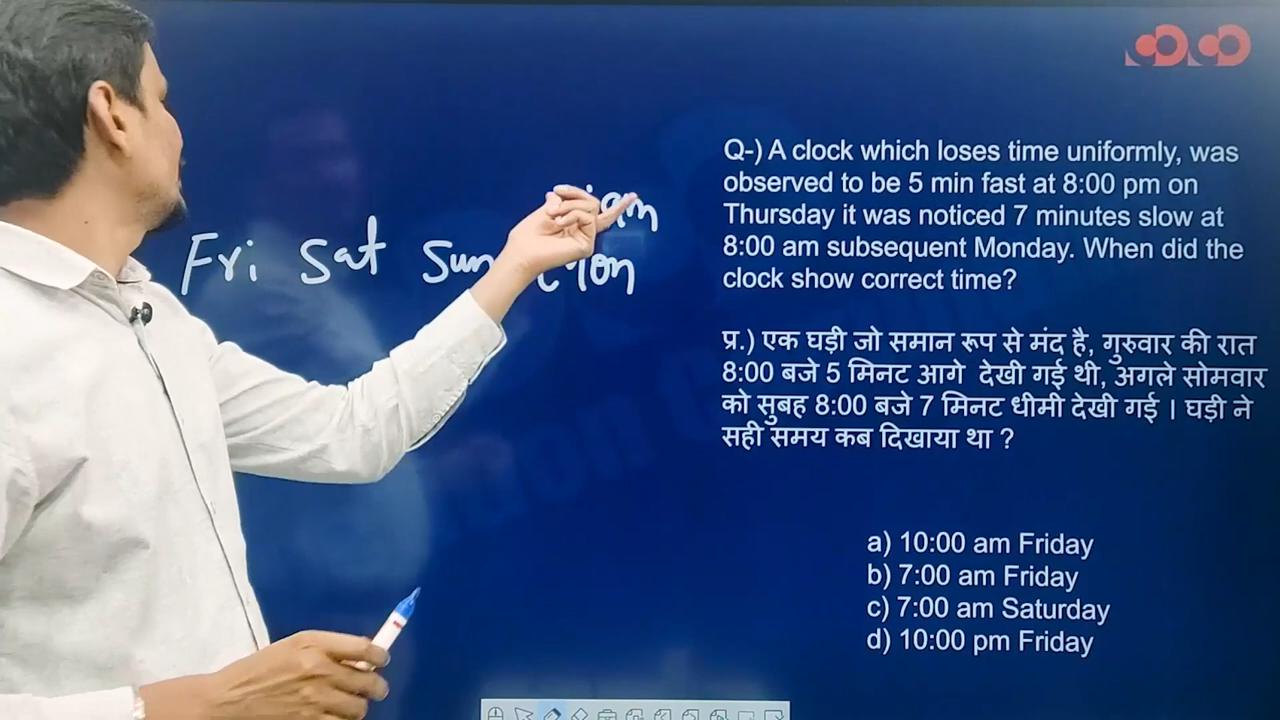 am
Fri Sat Sun Mon
Q-) A clock which loses time uniformly, was
observed to be 5 min fast at 8:00 pm on
Thursday it was noticed 7 minutes slow at
8:00 am subsequent Monday. When did the
clock show correct time?
प्र.) एक घड़ी जो समान रूप से मंद है, गुरुवार की रात
8:00 बजे 5 मिनट आगे देखी गई थी, अगले सोमवार
को सुबह 8:00 बजे 7 मिनट धीमी देखी गई । घड़ी ने
सही समय कब दिखाया था ?
a) 10:00 am Friday
b) 7:00 am Friday
c) 7:00 am Saturday
d) 10:00 pm Friday